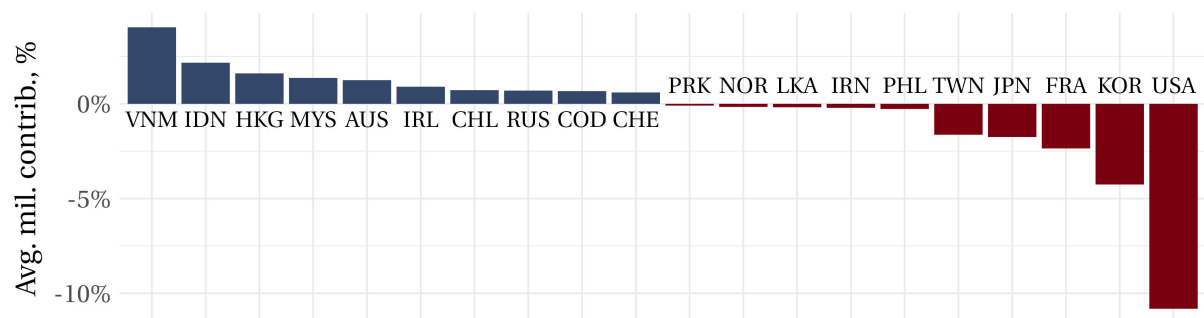 Avg. mil. contrib., %
PRK NOR LKA IRN PHL TWN JPN FRA KOR USA
0%
VNM IDN HKG MYS AUS IRL CHL RUS COD CHE
-5%
-10%